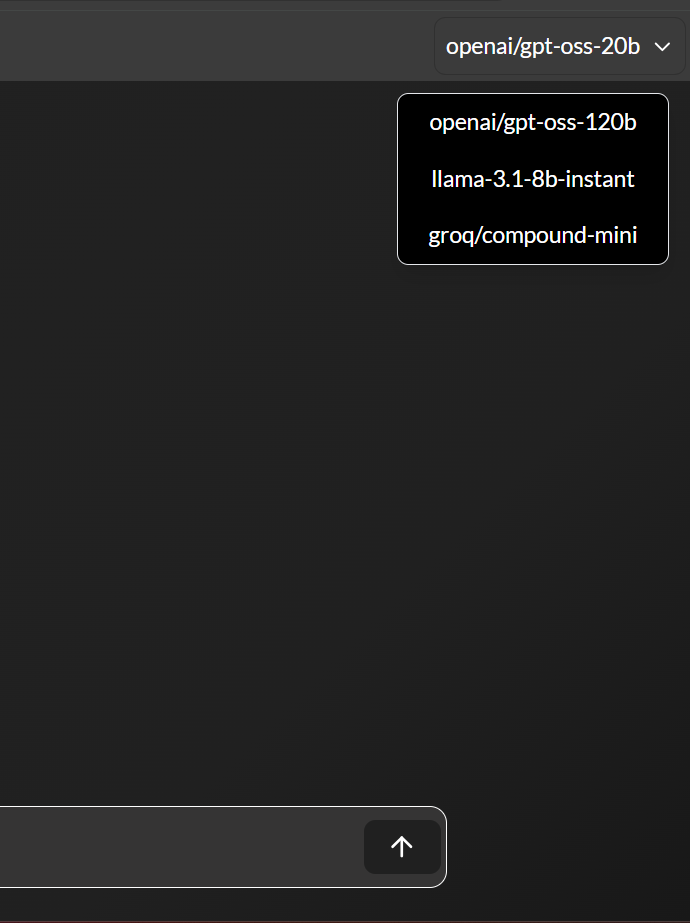 openai/gpt-oss-20b
openai/gpt-oss-120b
llama-3.1-8b-instant
groq/compound-mini